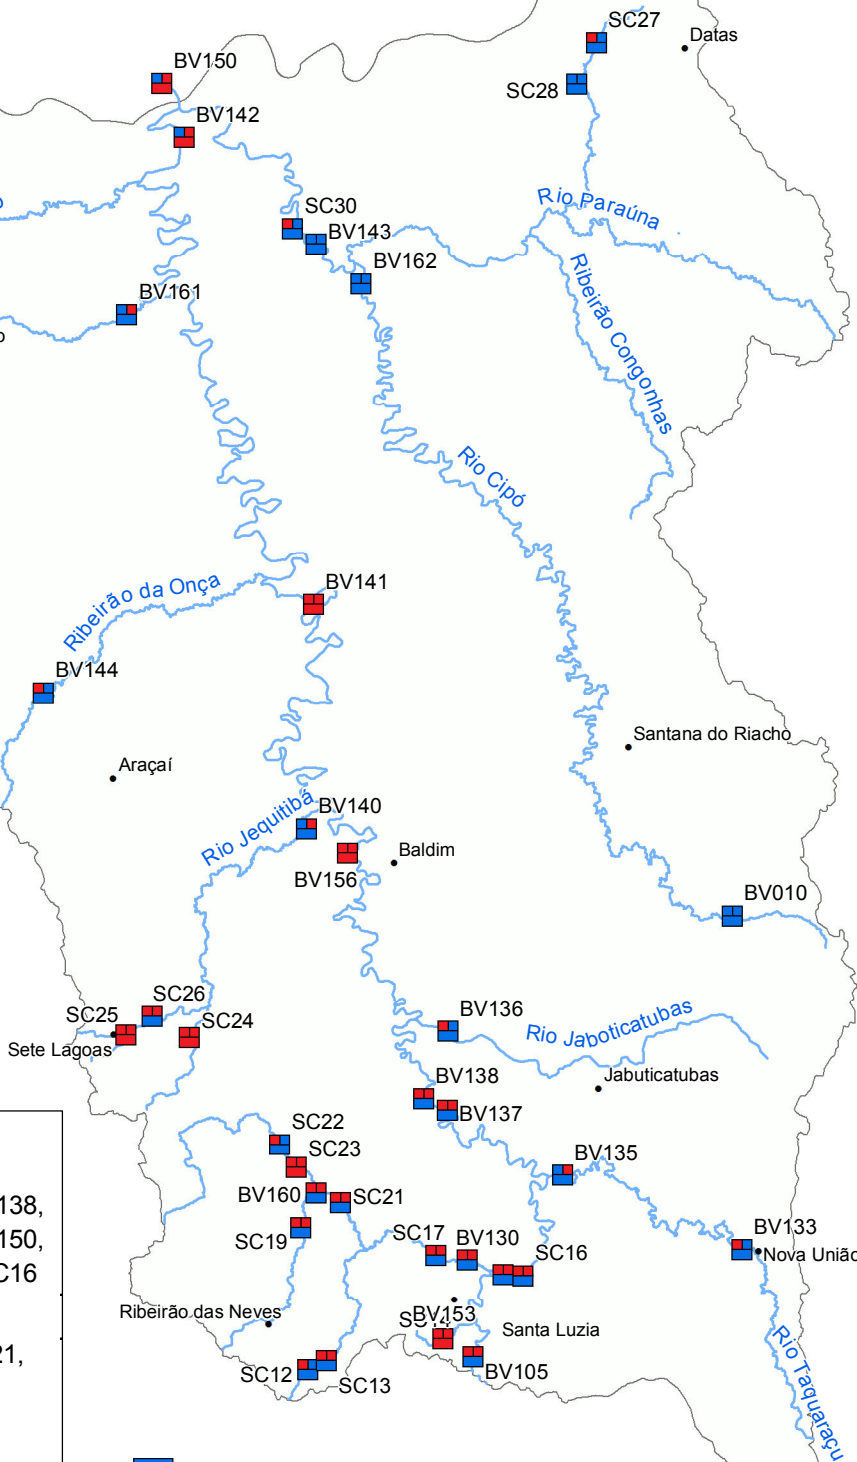 SC27
Datas
BV150
SC28
BV142
Rio Paraúna
SC30
BV143
BV162
BV161
Ribeirão Congonhas
Rio Cipó
BV141
Ribeirão da Onça
BV144
Santana do Riacho
Araçaí
BV140
Rio Jequitibá
Baldim
BV156
BV010
SC26
SC25
SC24
BV136
Rio Jaboticatubas
Sete Lagoas
BV138
Jabuticatubas
BV137
SC22
SC23
BV135
BV160
SC21
138,
SC19
SC17
BV130
BV133
150,
SC16
Nova União
C16
Ribeirão das Neves
BV153
Santa Luzia
21,
SC12
SC13
BV105
Rio Taquaraçu